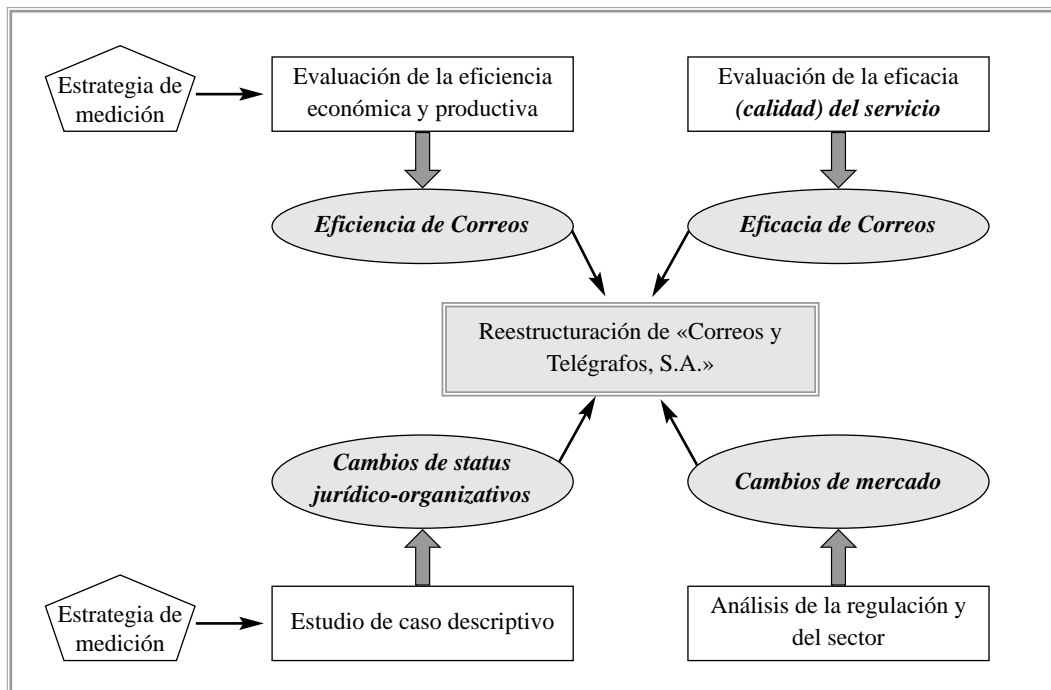 Estrategia de
medición
Evaluación de la eficiencia
económica y productiva
Evaluación de la eficacia
(calidad) del servicio
Eficiencia de Correos
Eficacia de Correos
Reestructuración de «Correos y
Telégrafos, S.A.»
Cambios de status
jurídico-organizativos
Cambios de mercado
Estrategia de
medición
Estudio de caso descriptivo
Análisis de la regulación y
del sector